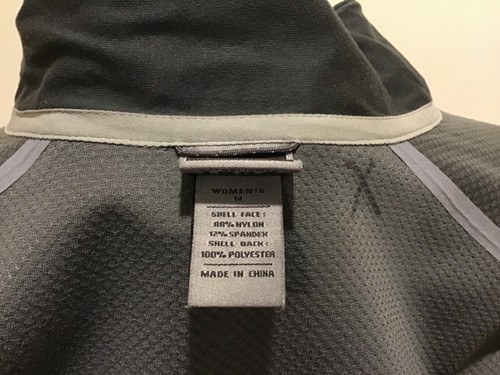 WOMEN'S
M
SHELL FACE:
88% NYLON
12% SPANDEX
SHELL BACK:
100% POLYESTER
MADE IN CHINA
X